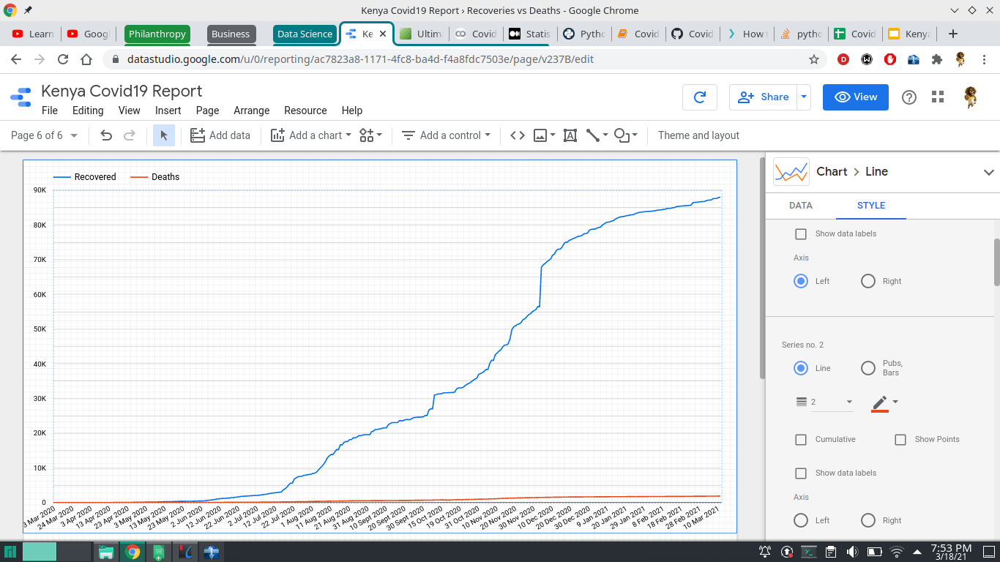 Kenya Covid19 Report › Recoveries vs Deaths - Google Chrome
Learn Goog Philanthropy Business Data Science Ke Ultima Covid Statis Pytho Covid Covid How pytho Covid Kenya
datastudio.google.com/u/0/reporting/ac7823a8-1171-4fc8-ba4d-f4a8fdc7503e/page/v237B/edit
Kenya Covid19 Report
Share View
File Editing View Insert Page Arrange Resource Help
Page 6 of 6 Add data Add a chart Add a control Theme and layout
Recovered Deaths
90K
80K
70K
60K
50K
40K
30K
20K
10K
0
3 Mar 2020 24 Mar 2020 3 Apr 2020 13 Apr 2020 23 Apr 2020 3 May 2020 13 May 2020 23 May 2020 2 Jun 2020 12 Jun 2020 22 Jun 2020 2 Jul 2020 12 Jul 2020 22 Jul 2020 1 Aug 2020 11 Aug 2020 21 Aug 2020 31 Aug 2020 10 Sept 2020 20 Sept 2020 30 Sept 2020 15 Oct 2020 19 Oct 2020 31 Oct 2020 10 Nov 2020 20 Nov 2020 30 Nov 2020 10 Dec 2020 20 Dec 2020 30 Dec 2020 9 Jan 2021 20 Jan 2021 29 Jan 2021 8 Feb 2021 18 Feb 2021 28 Feb 2021 10 Mar 2021
Chart Line
DATA STYLE
Show data labels
Axis
Left Right
Series no. 2
Line Pubs,
Bars
2
Cumulative Show Points
Show data labels
Axis
Left Right
7:53 PM
3/18/21